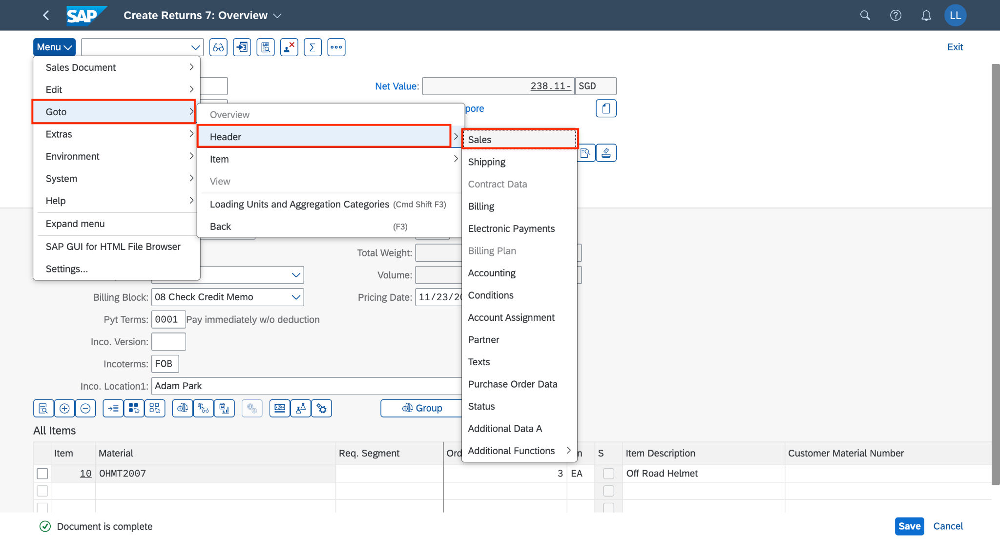 SAP Create Returns 7: Overview LL
Menu Exit
Sales Document
Edit
Net Value: 238.11- SGD
Goto
Overview
pore
Extras
Header
Sales
Environment
Item
Shipping
System
View
Contract Data
Help
Loading Units and Aggregation Categories (Cmd Shift F3)
Billing
Expand menu
Back (F3)
Electronic Payments
SAP GUI for HTML File Browser
Total Weight:
Billing Plan
Settings...
Volume:
Accounting
Billing Block: 08 Check Credit Memo
Pricing Date: 11/23/20
Conditions
Pyt Terms: 0001 Pay immediately w/o deduction
Account Assignment
Inco. Version:
Partner
Incoterms: FOB
Texts
Inco. Location1: Adam Park
Purchase Order Data
Group
Status
All Items
Additional Data A
Additional Functions
Item Material Req. Segment Ord n S Item Description Customer Material Number
10 OHMT2007 3 EA Off Road Helmet
Document is complete
Save Cancel